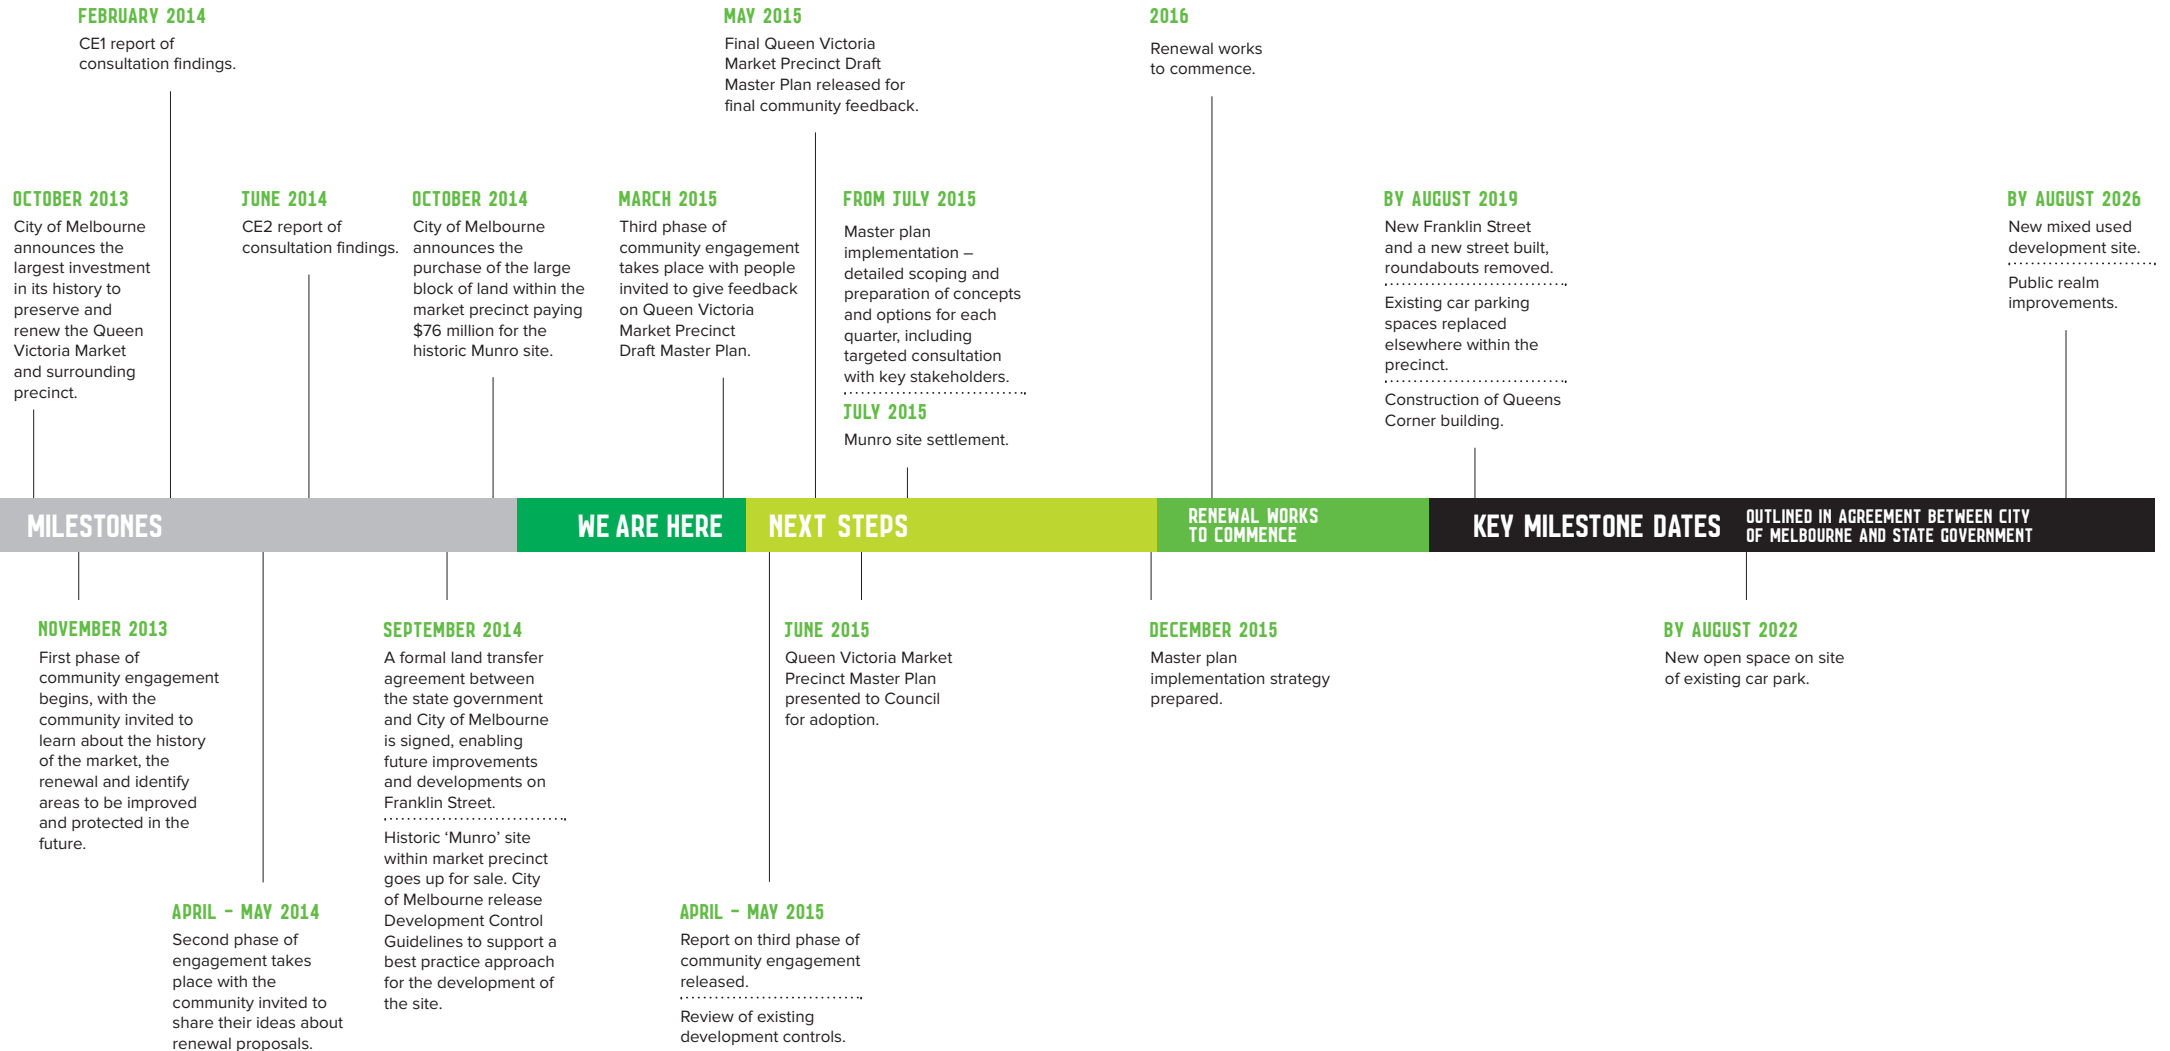 FEBRUARY 2014
CE1 report of
consultation findings.
MAY 2015
Final Queen Victoria
Market Precinct Draft
Master Plan released for
final community feedback.
2016
Renewal works
to commence.
OCTOBER 2013
City of Melbourne
announces the
largest investment
in its history to
preserve and
renew the Queen
Victoria Market
and surrounding
precinct.
JUNE 2014
CE2 report of
consultation findings.
OCTOBER 2014
City of Melbourne
announces the
purchase of the large
block of land within the
market precinct paying
$76 million for the
historic Munro site.
MARCH 2015
Third phase of
community engagement
takes place with people
invited to give feedback
on Queen Victoria
Market Precinct
Draft Master Plan.
FROM JULY 2015
Master plan
implementation –
detailed scoping and
preparation of concepts
and options for each
quarter, including
targeted consultation
with key stakeholders.
JULY 2015
Munro site settlement.
BY AUGUST 2019
New Franklin Street
and a new street built,
roundabouts removed.
Existing car parking
spaces replaced
elsewhere within the
precinct.
Construction of Queens
Corner building.
BY AUGUST 2026
New mixed used
development site.
Public realm
improvements.
MILESTONES
WE ARE HERE
NEXT STEPS
RENEWAL WORKS
TO COMMENCE
KEY MILESTONE DATES
OUTLINED IN AGREEMENT BETWEEN CITY
OF MELBOURNE AND STATE GOVERNMENT
NOVEMBER 2013
First phase of
community engagement
begins, with the
community invited to
learn about the history
of the market, the
renewal and identify
areas to be improved
and protected in the
future.
APRIL – MAY 2014
Second phase of
engagement takes
place with the
community invited to
share their ideas about
renewal proposals.
SEPTEMBER 2014
A formal land transfer
agreement between
the state government
and City of Melbourne
is signed, enabling
future improvements
and developments on
Franklin Street.
Historic ‘Munro’ site
within market precinct
goes up for sale. City
of Melbourne release
Development Control
Guidelines to support a
best practice approach
for the development of
the site.
APRIL – MAY 2015
Report on third phase of
community engagement
released.
Review of existing
development controls.
JUNE 2015
Queen Victoria Market
Precinct Master Plan
presented to Council
for adoption.
DECEMBER 2015
Master plan
implementation strategy
prepared.
BY AUGUST 2022
New open space on site
of existing car park.